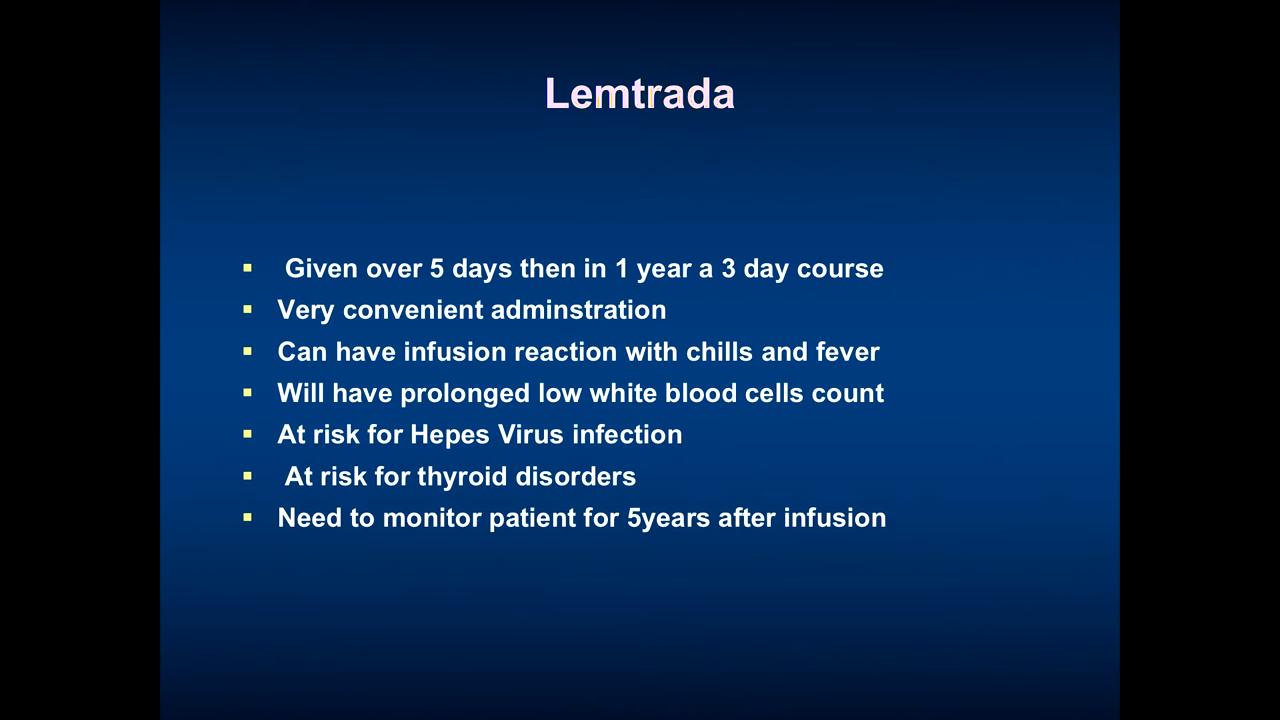 Lemtrada
▪ Given over 5 days then in 1 year a 3 day course
▪ Very convenient adminstration
▪ Can have infusion reaction with chills and fever
▪ Will have prolonged low white blood cells count
▪ At risk for Hepes Virus infection
▪ At risk for thyroid disorders
▪ Need to monitor patient for 5years after infusion